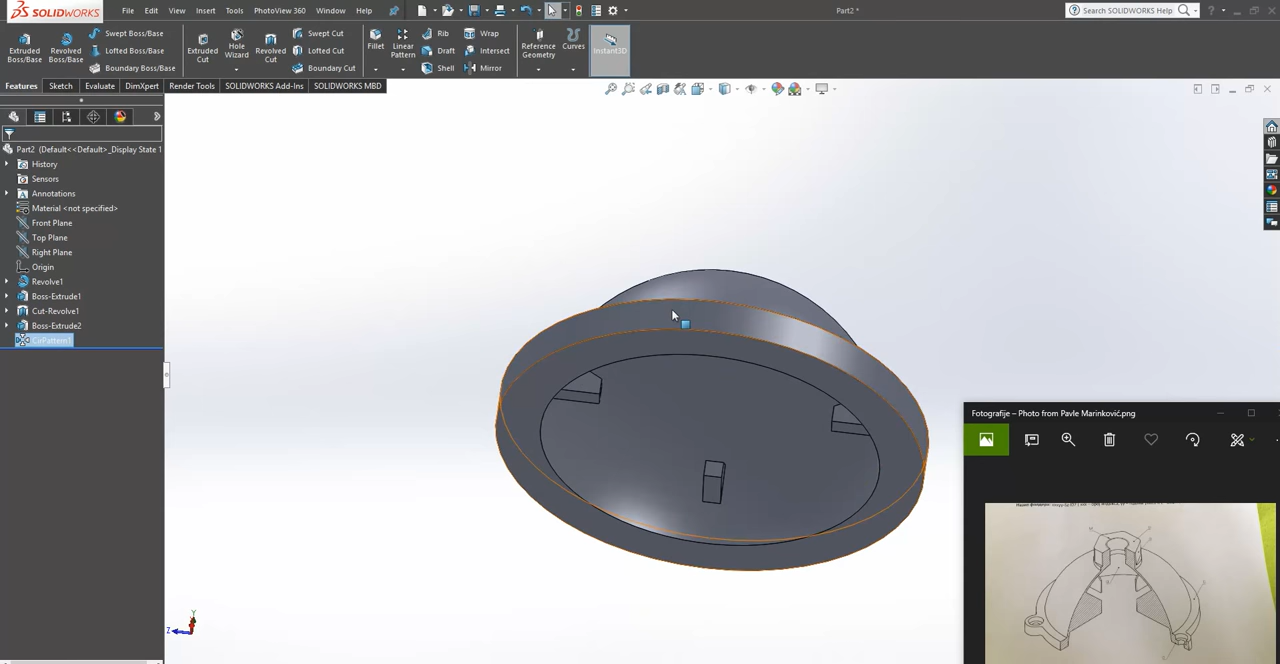 SOLIDWORKS
File Edit View Insert Tools PhotoView 360 Window Help
Part2 *
Search SOLIDWORKS Help
Extruded Boss/Base
Revolved Boss/Base
Swept Boss/Base
Lofted Boss/Base
Boundary Boss/Base
Extruded Cut
Hole Wizard
Revolved Cut
Swept Cut
Lofted Cut
Boundary Cut
Fillet
Linear Pattern
Rib
Draft
Shell
Wrap
Intersect
Mirror
Reference Geometry
Curves
Instant3D
Features Sketch Evaluate DimXpert Render Tools SOLIDWORKS Add-Ins SOLIDWORKS MBD
Part2 (Default<<Default>_Display State 1
History
Sensors
Annotations
Material <not specified>
Front Plane
Top Plane
Right Plane
Origin
Revolve1
Boss-Extrude1
Cut-Revolve1
Boss-Extrude2
CirPattern1
Y
Z
Fotografije – Photo from Pavle Marinković.png